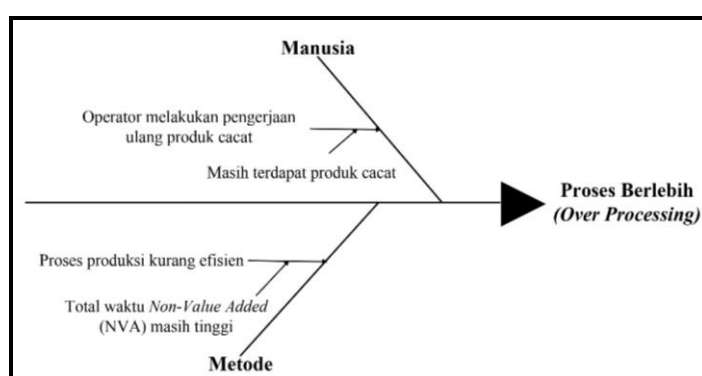 Manusia
Operator melakukan pengerjaan
ulang produk cacat
Masih terdapat produk cacat
Proses Berlebih
(Over Processing)
Proses produksi kurang efisien
Total waktu Non-Value Added
(NVA) masih tinggi
Metode